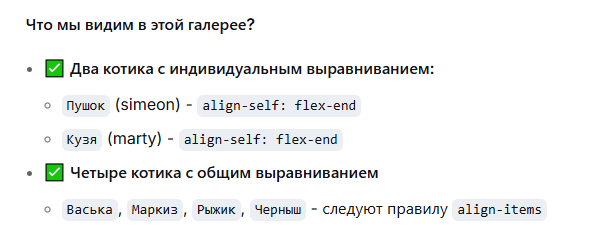 Что мы видим в этой галерее?
✅ Два котика с индивидуальным выравниванием:
Пушок (simeon) - align-self: flex-end
Кузя (marty) - align-self: flex-end
✅ Четыре котика с общим выравниванием
Васька, Маркиз, Рыжик, Черныш - следуют правилу align-items